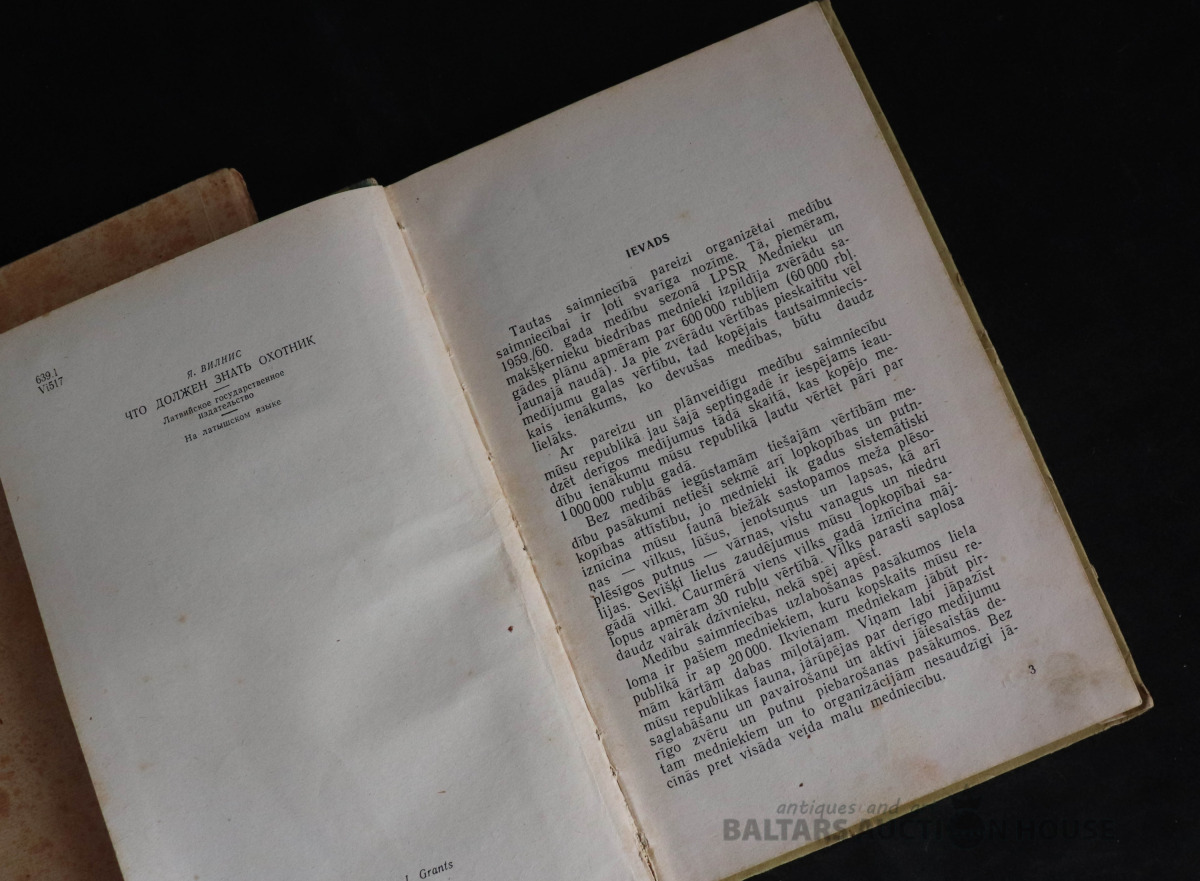 639.1
Vi517
Я. ВИЛНИС
ЧТО ДОЛЖЕН ЗНАТЬ ОХОТНИК
Латвийское государственное
издательство
На латышском языке
J. Grants
IEVADS
Tautas saimniecībā pareizi organizētai medību
saimniecībai ir ļoti svarīga nozīme. Tā, piemēram,
1959./60. gada medību sezonā LPSR Mednieku un
makšķernieku biedrības mednieki izpildīja zvērādu sa-
gādes plānu apmēram par 600 000 rubļiem (60 000 rbļ.
jaunajā naudā). Ja pie zvērādu vērtības pieskaitītu vēl
medījumu gaļas vērtību, tad kopējais tautsaimniecis-
kais ienākums, ko devušas medības, būtu daudz
lielāks.
Ar pareizu un plānveidīgu medību saimniecību
mūsu republikā jau šajā septiņgadē ir iespējams ieau-
dzēt derīgos medījumus tādā skaitā, kas kopējo me-
dību ienākumu mūsu republikā ļautu vērtēt pāri par
1 000 000 rubļu gadā.
Bez medībās iegūstamām tiešajām vērtībām me-
dību pasākumi netieši sekmē arī lopkopības un putn-
kopības attīstību, jo mednieki ik gadus sistemātiski
iznīcina mūsu faunā biežāk sastopamos meža plēso-
ņas — vilkus, lūšus, jenotsuņus un lapsas, kā arī
plēsīgos putnus — vārnas, vistu vanagus un niedru
lijas. Sevišķi lielus zaudējumus mūsu lopkopībai sa-
gādā vilki. Caurmērā viens vilks gadā iznīcina māj-
lopus apmēram 30 rubļu vērtībā. Vilks parasti saplosa
daudz vairāk dzīvnieku, nekā spēj apēst.
Medību saimniecības uzlabošanas pasākumos liela
loma ir pašiem medniekiem, kuru kopskaits mūsu re-
publikā ir ap 20 000. Ikvienam medniekam jābūt pir-
mām kārtām dabas mīļotājam. Viņam labi jāpazīst
mūsu republikas fauna, jārūpējas par derīgo medījumu
saglabāšanu un pavairošanu un aktīvi jāiesaistās de-
rīgo zvēru un putnu piebarošanas pasākumos. Bez
tam medniekiem un to organizācijām nesaudzīgi jā-
cīnās pret visāda veida maļu medniecību.
3
antiques and
BALTARS AUCTION HOUSE